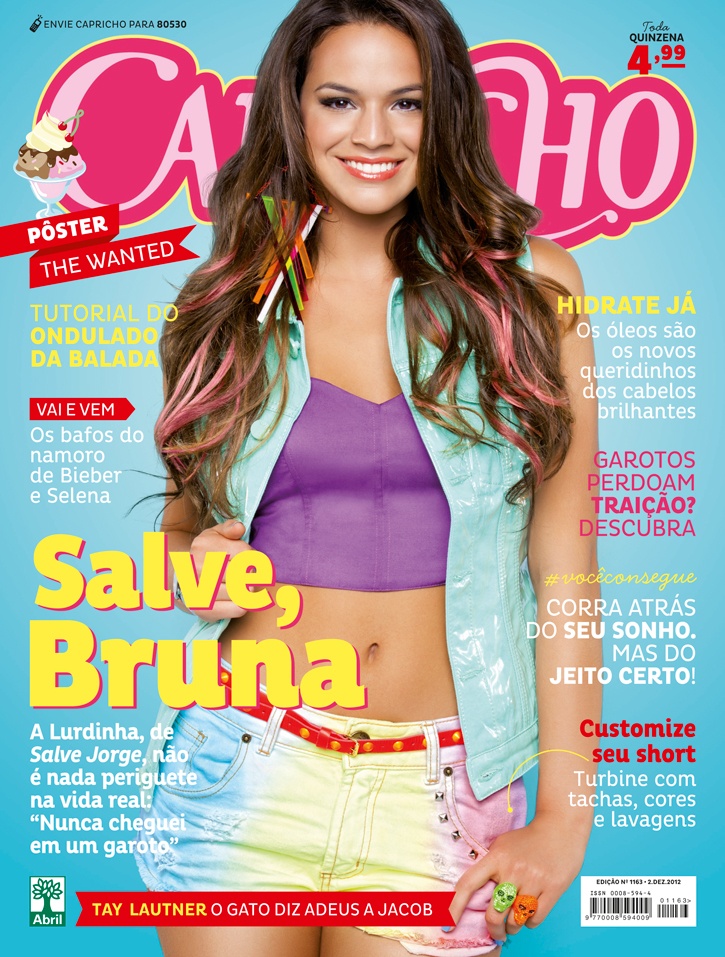 ENVIE CAPRICHO PARA 80530
Toda
QUINZENA
4,99
CAPRICHO
PÔSTER
THE WANTED
TUTORIAL DO
ONDULADO
DA BALADA
VAI E VEM
Os bafos do
namoro
de Bieber
e Selena
HIDRATE JÁ
Os óleos são
os novos
queridinhos
dos cabelos
brilhantes
GAROTOS
PERDOAM
TRAIÇÃO?
DESCUBRA
#vocêconsegue
CORRA ATRÁS
DO SEU SONHO.
MAS DO
JEITO CERTO!
Salve,
Bruna
A Lurdinha, de
Salve Jorge, não
é nada periguete
na vida real:
“Nunca cheguei
em um garoto”
Customize
seu short
Turbine com
tachas, cores
e lavagens
Abril
TAY LAUTNER O GATO DIZ ADEUS A JACOB
EDIÇÃO Nº 1163 • 2.DEZ.2012
ISSN 0008-594-4
01163>
9 770008 594009